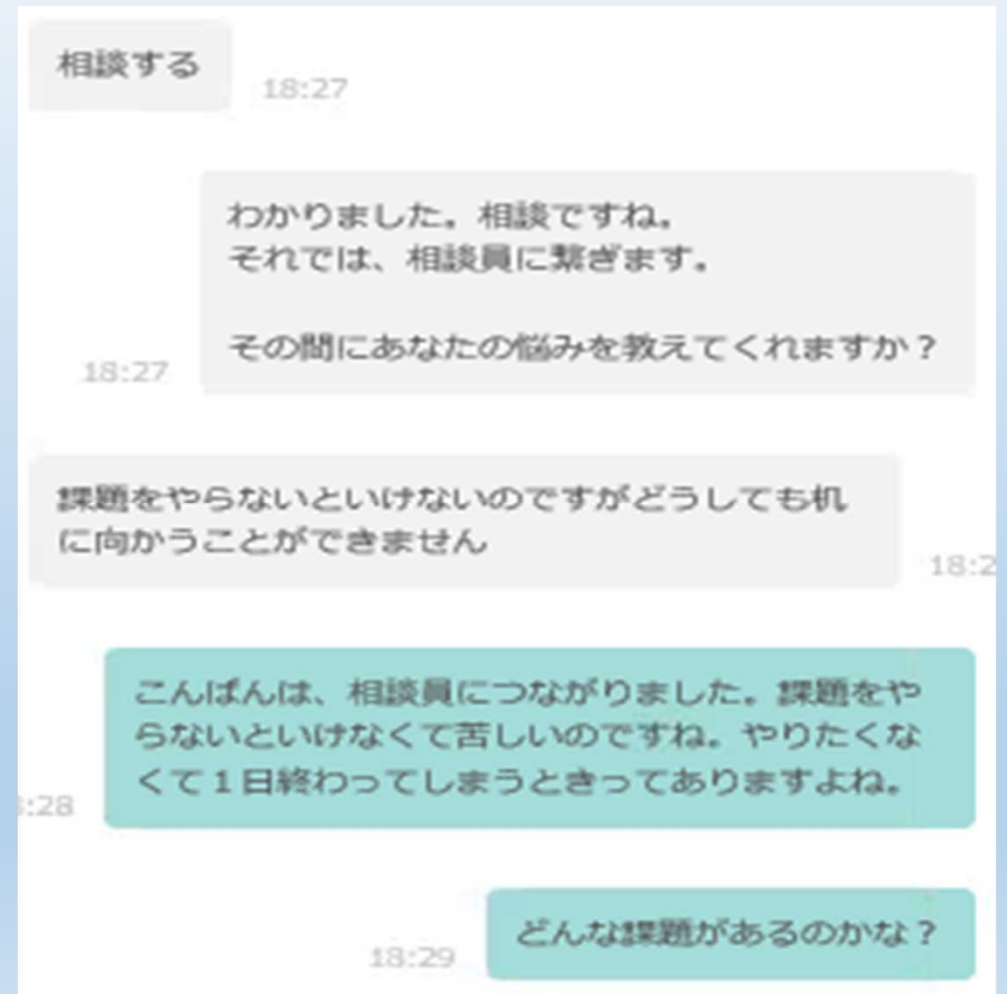 相談する
18:27
わかりました。相談ですね。
それでは、相談員に繋ぎます。
その間にあなたの悩みを教えてくれますか？
18:27
課題をやらないといけないのですがどうしても机
に向かうことができません
18:2
こんばんは、相談員につながりました。課題をや
らないといけなくて苦しいのですね。やりたくな
くて１日終わってしまうときってありますよね。
:28
どんな課題があるのかな？
18:29